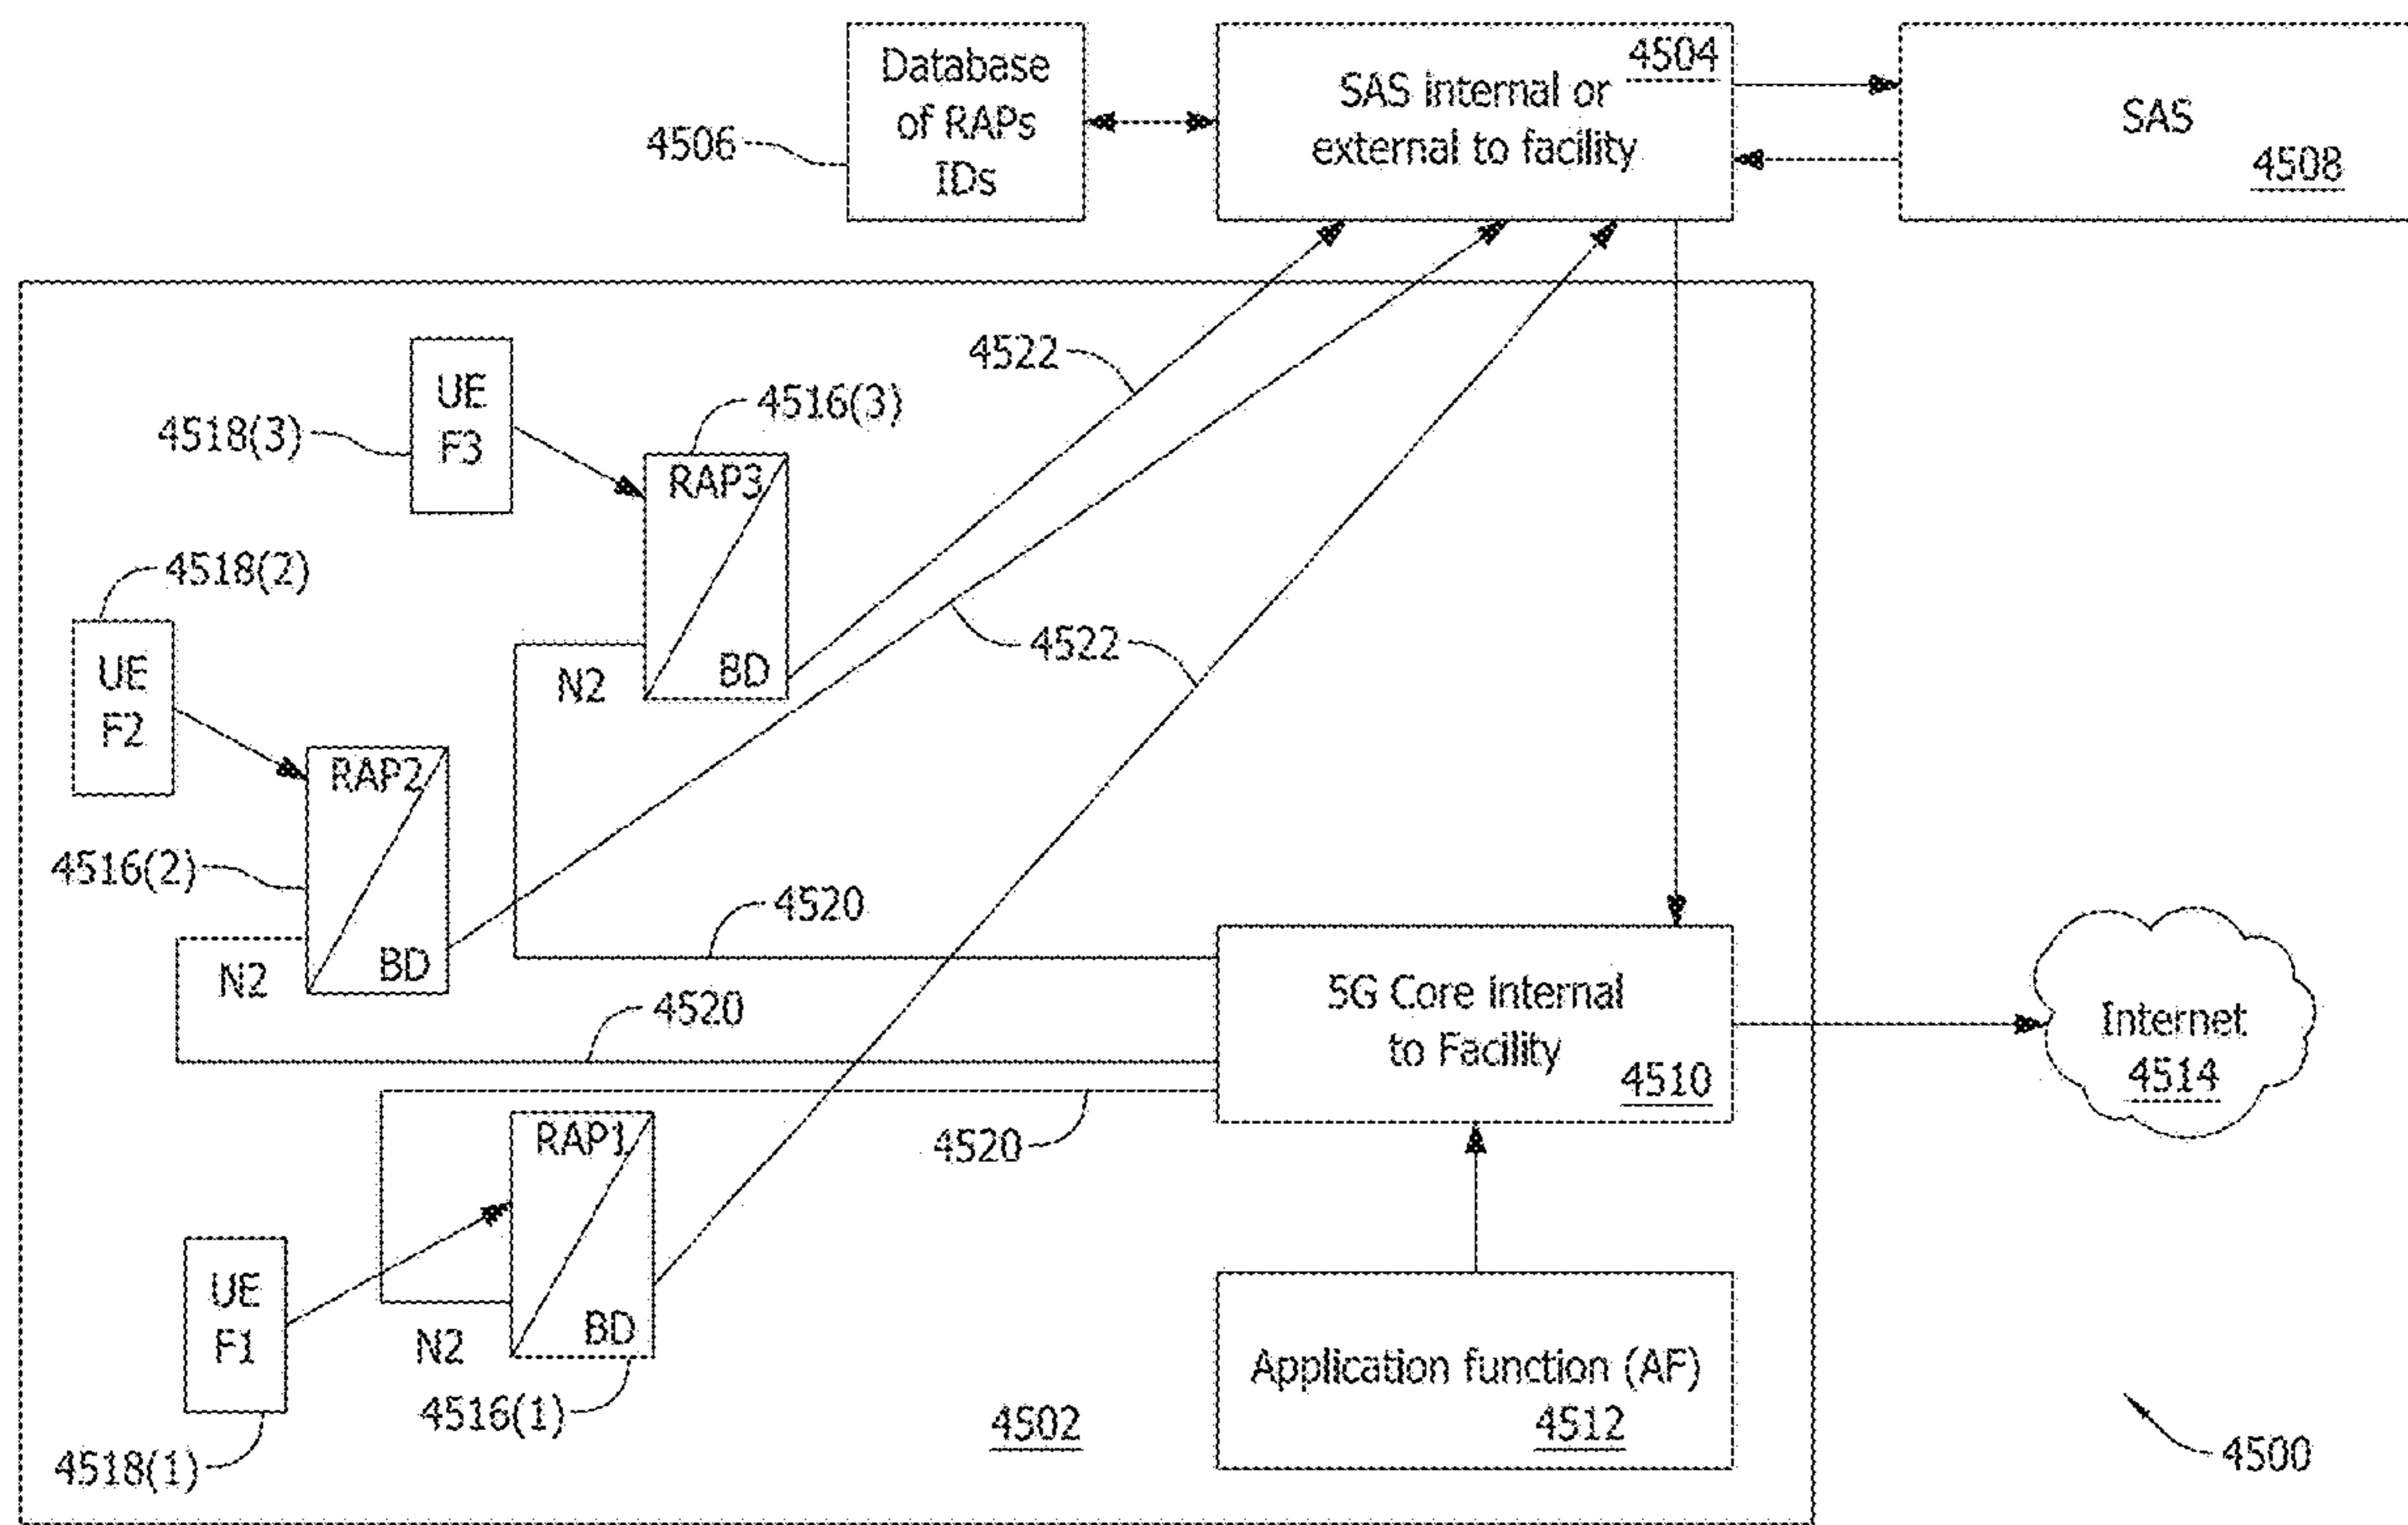 Database
of RAPs
IDs
4506
4504
SAS internal or
external to facility
SAS
4508
4522
UE
F3
4518(3)
4516(3)
RAP3
BD
N2
4518(2)
UE
F2
4522
RAP2
BD
4516(2)
N2
4520
4520
5G Core internal
to Facility
4510
Internet
4514
4520
RAP1
BD
UE
F1
N2
4516(1)
4518(1)
4502
Application function (AF)
4512
4500